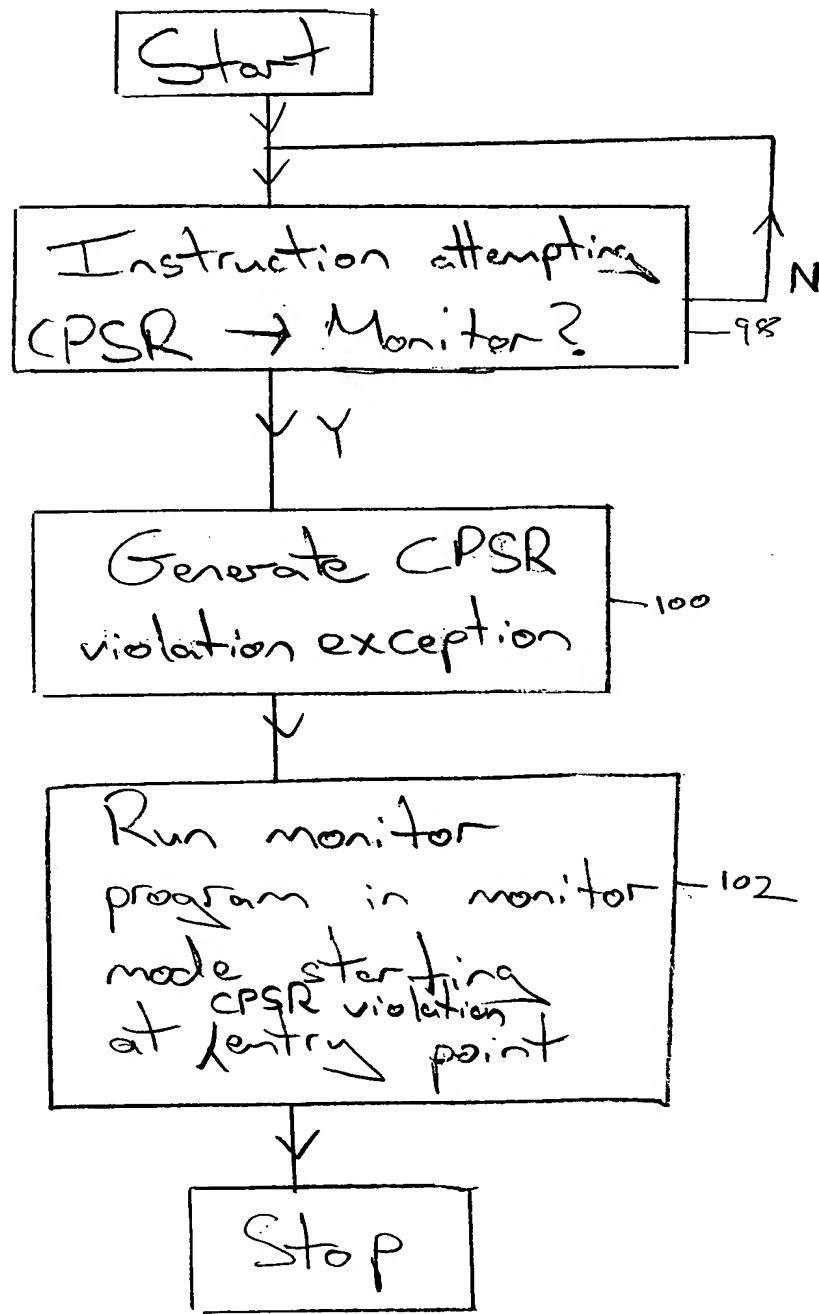 Start
Instruction attempting
CPSR → Monitor?
N
98
Y
Generate CPSR
violation exception
100
Run monitor
program in monitor
102
mode starting
CPSR violation
at entry point
Stop